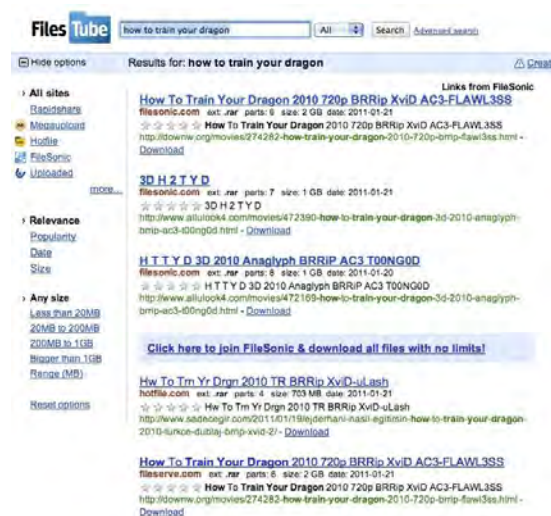 Files Tube
how to train your dragon
All
Search
Advanced search
Hide options
Results for: how to train your dragon
Creat
Links from FileSonic
All sites
Rapidshare
Megaupload
Hotfile
FileSonic
Uploaded
more...
Relevance
Popularity
Date
Size
Any size
Less than 20MB
20MB to 200MB
200MB to 1GB
Bigger than 1GB
Range (MB)
Reset options
How To Train Your Dragon 2010 720p BRRip XviD AC3-FLAWL3SS
filesonic.com ext: .rar parts: 6 size: 2 GB date: 2011-01-21
How To Train Your Dragon 2010 720p BRRip XviD AC3-FLAWL3SS
http://downw.org/movies/274282-how-train-your-dragon-2010-720p-brrip-flawl3ss.html -
Download
3D H 2 T Y D
filesonic.com ext: .rar parts: 7 size: 1 GB date: 2011-01-21
3D H 2 T Y D
http://www.allulook4.com/movies/472390-how-to-train-your-dragon-3d-2010-anaglyph-
brrip-ac3-t00ng0d.html - Download
H T T Y D 3D 2010 Anaglyph BRRiP AC3 T00NG0D
filesonic.com ext: .rar parts: 8 size: 1 GB date: 2011-01-20
H T T Y D 3D 2010 Anaglyph BRRiP AC3 T00NG0D
http://www.allulook4.com/movies/472169-how-to-train-your-dragon-3d-2010-anaglyph-
brrip-ac3-t00ng0d.html - Download
Click here to join FileSonic & download all files with no limits!
Hw To Trn Yr Drgn 2010 TR BRRip XviD-uLash
hotfile.com ext: .rar parts: 4 size: 703 MB date: 2011-01-21
Hw To Trn Yr Drgn 2010 TR BRRip XviD-uLash
2010-turkce-dublaj-brrip-xvid-2/ - Download
How To Train Your Dragon 2010 720p BRRip XviD AC3-FLAWL3SS
fileserve.com ext: .rar parts: 6 size: 2 GB date: 2011-01-21
How To Train Your Dragon 2010 720p BRRip XviD AC3-FLAWL3SS
http://downw.org/movies/274282-how-train-your-dragon-2010-720p-brrip-flawl3ss.html -
Download